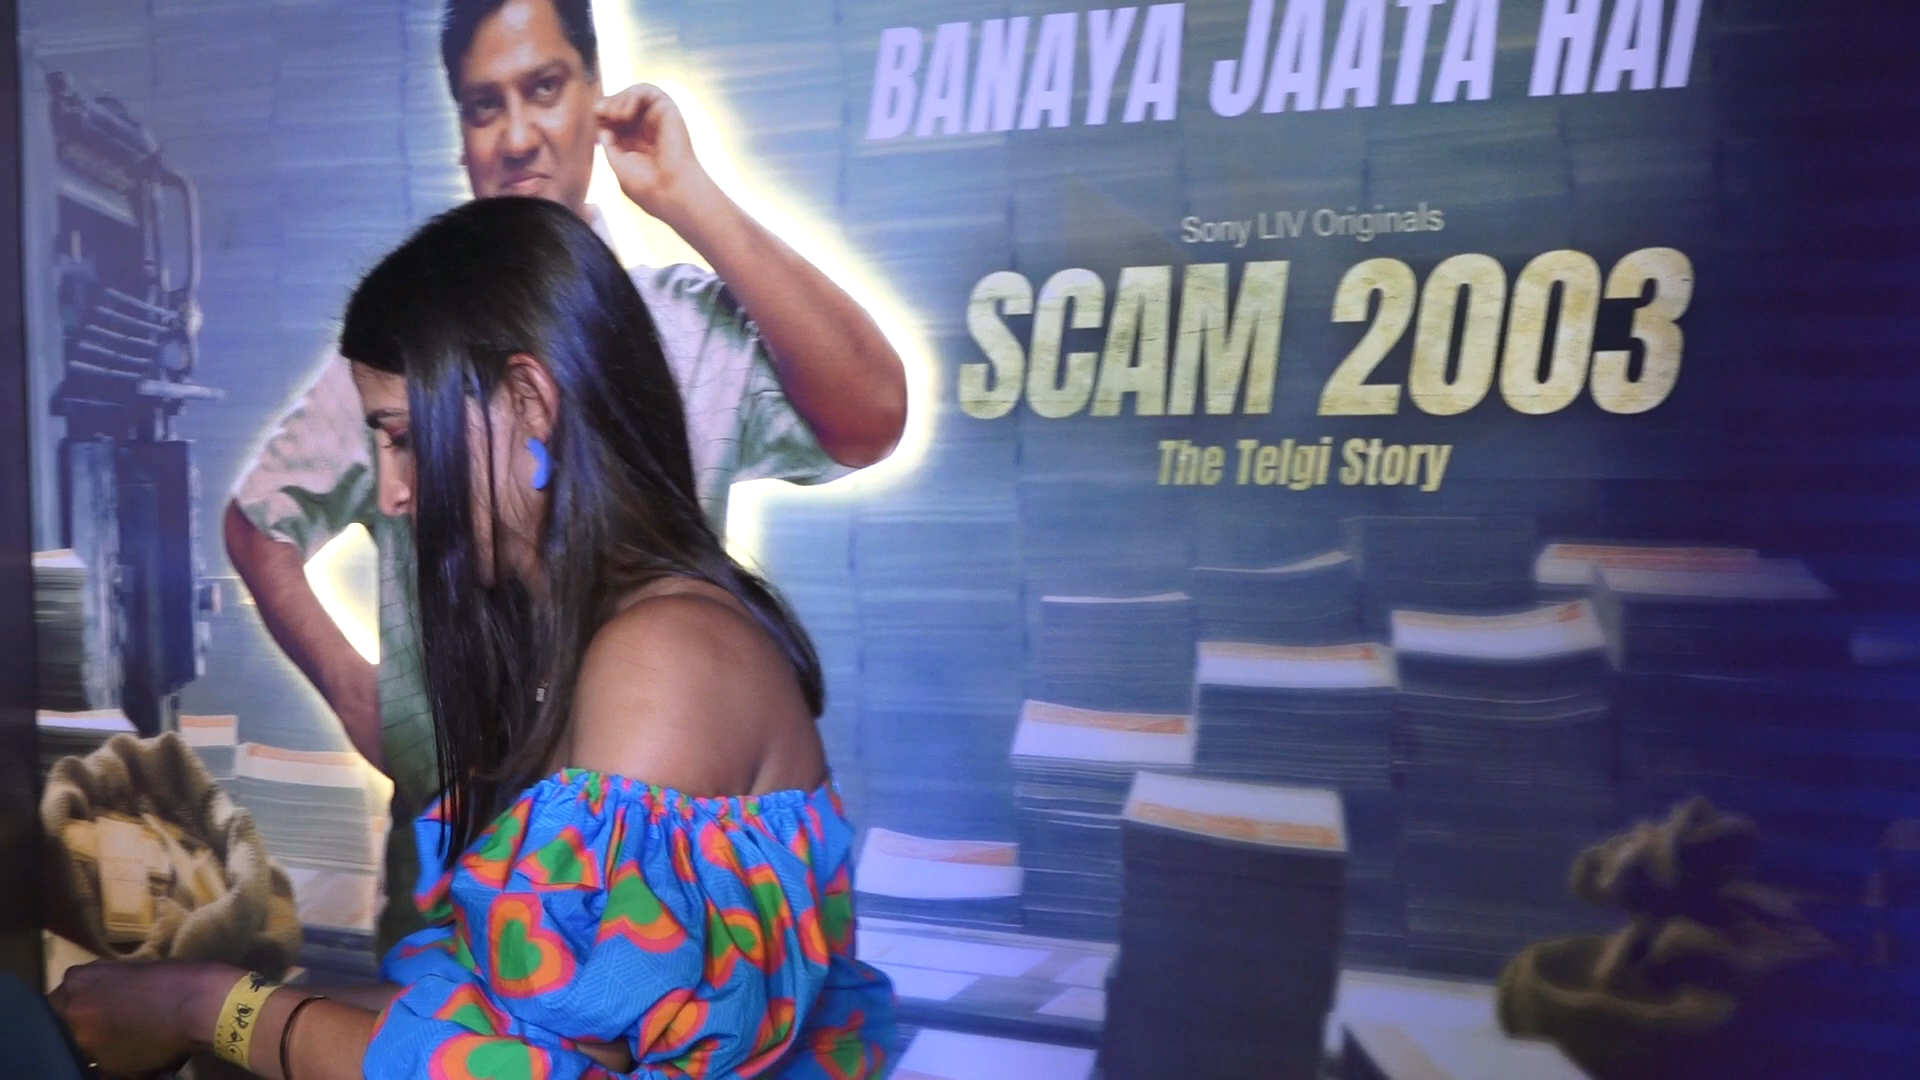 BANAYA JAATA HAI
Sony LIV Originals
SCAM 2003
The Telgi Story